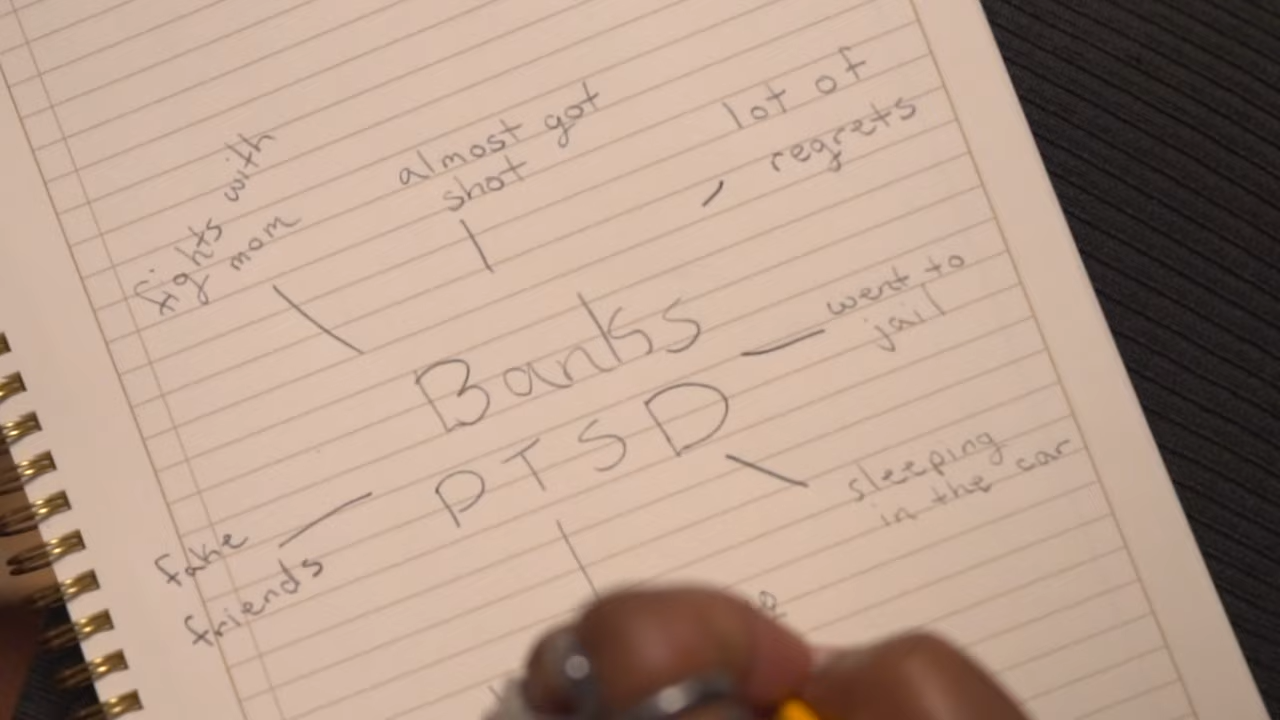 fights with
mom
almost got
shot
lot of
regrets
Banks
PTSD
went to
jail
sleeping
in the car
fake
friends